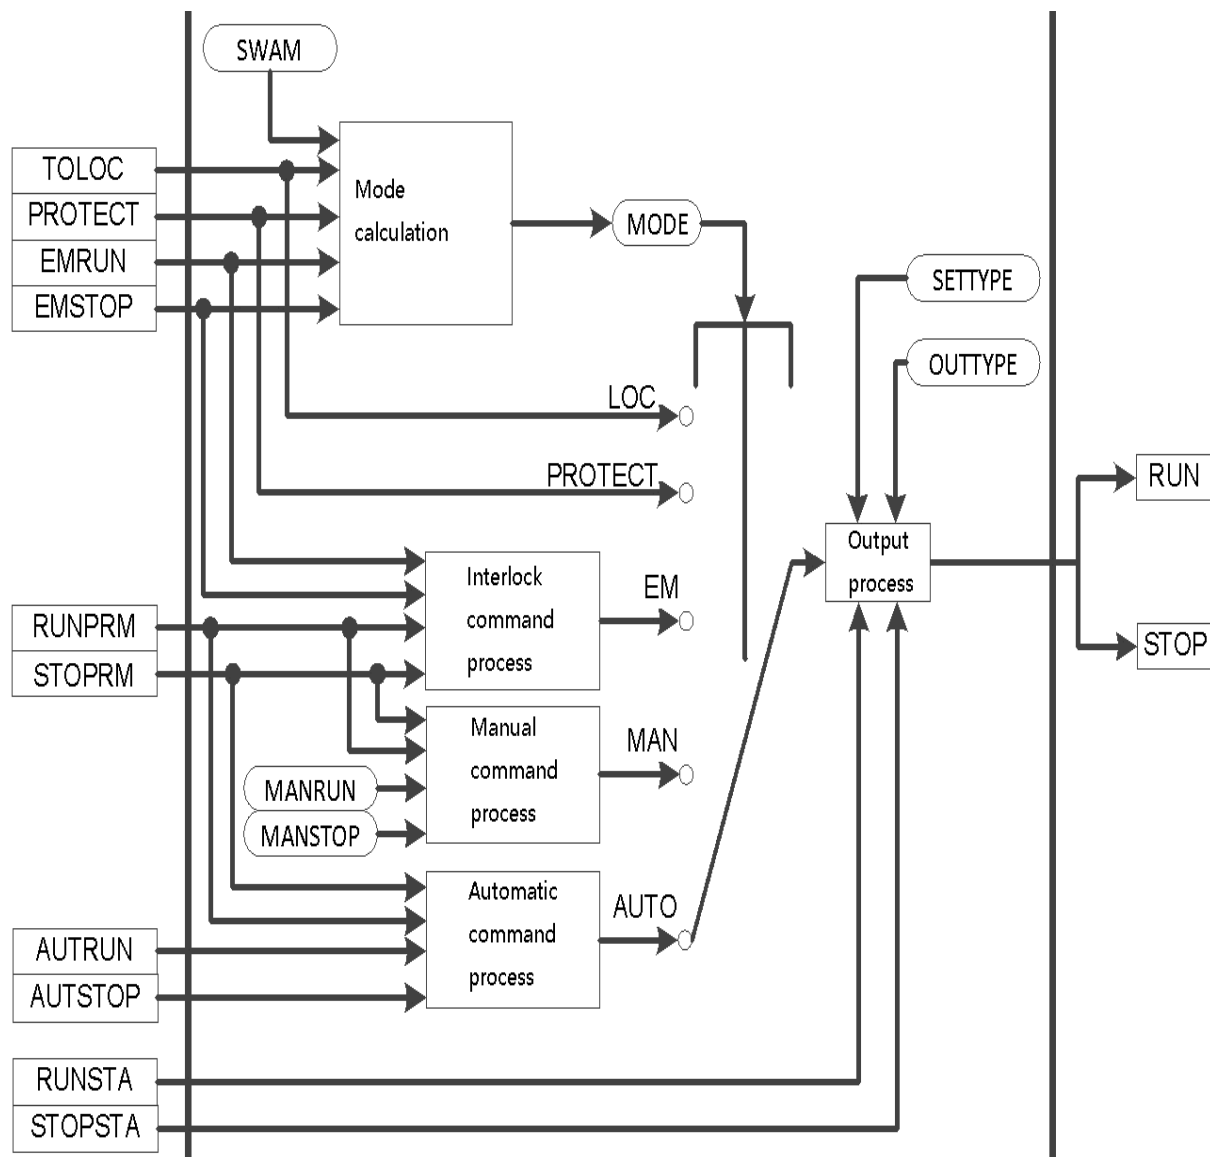 SWAM
TOLOC
PROTECT
EMRUN
EMSTOP
Mode
calculation
MODE
SETTYPE
OUTTYPE
LOC
PROTECT
RUN
STOP
Output
process
RUNPRM
STOPRM
Interlock
command
process
EM
Manual
command
process
MAN
MANRUN
MANSTOP
Automatic
command
process
AUTO
AUTRUN
AUTSTOP
RUNSTA
STOPSTA